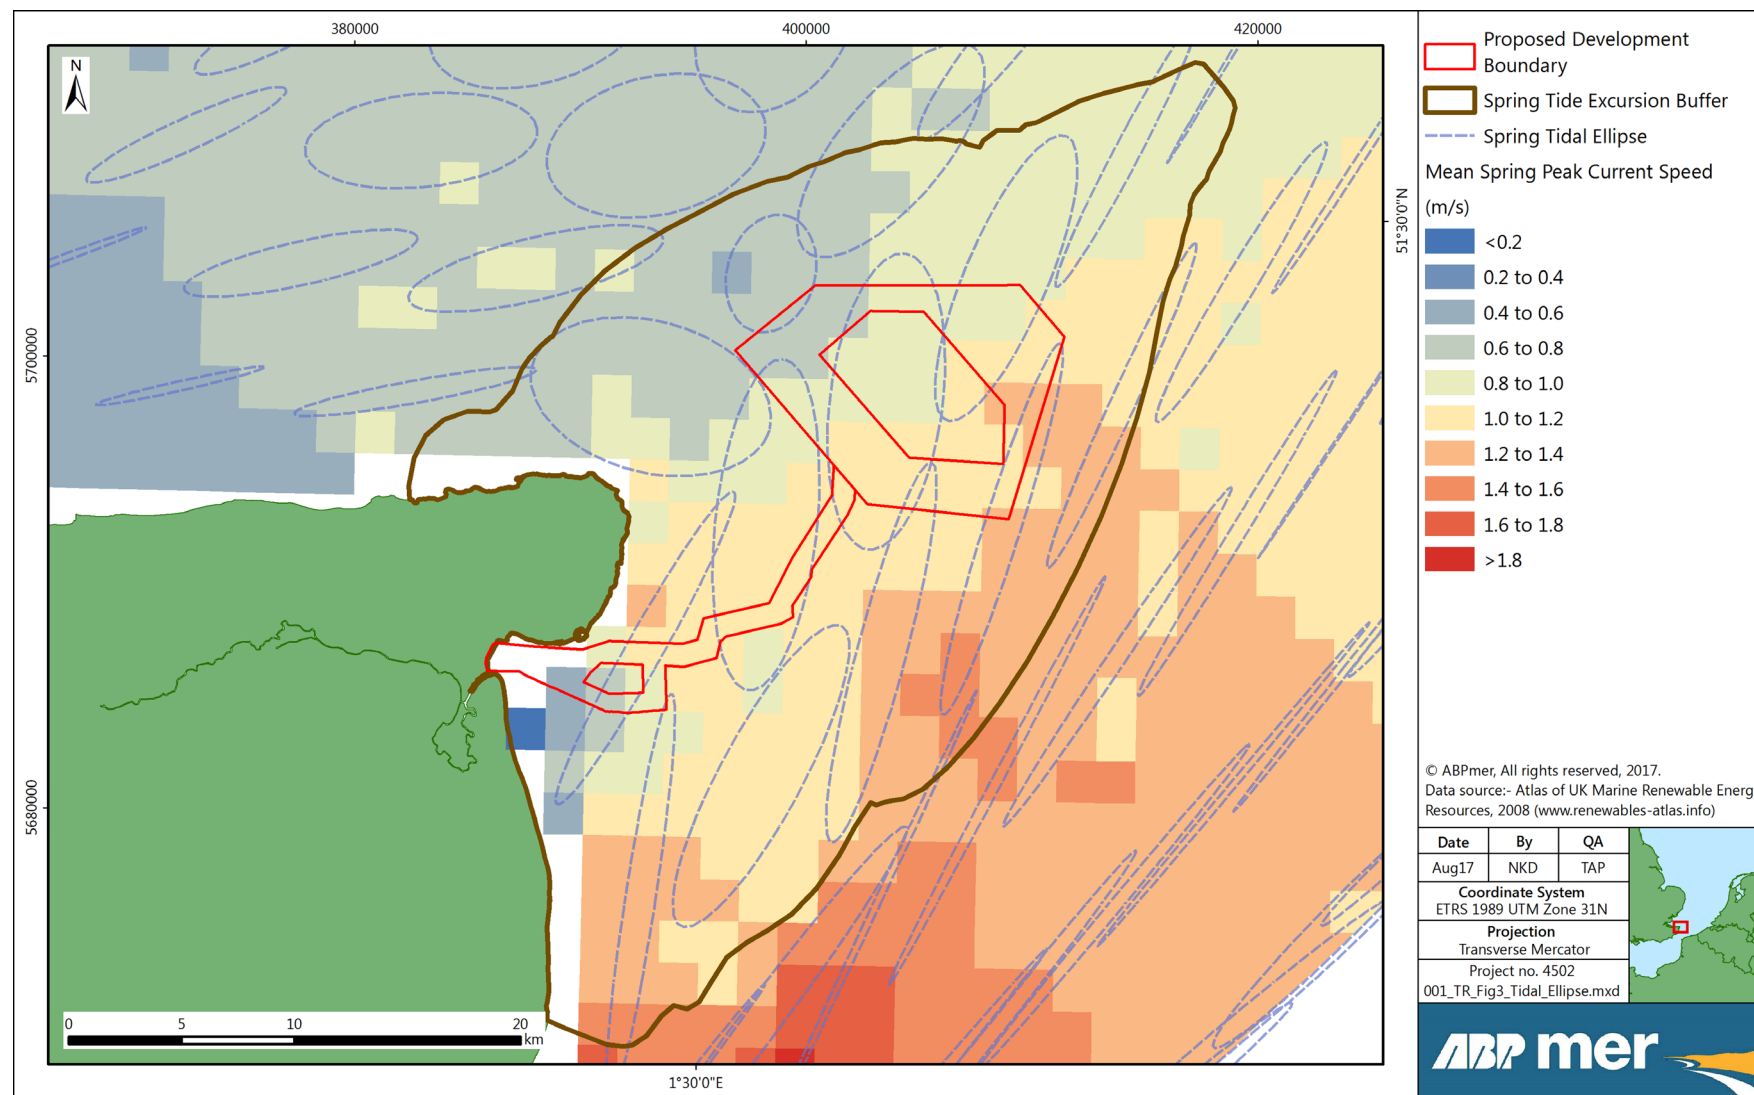 380000
400000
420000
N
51°30'0"N
5700000
5680000
0
5
10
20
km
1°30'0"E
Proposed Development
Boundary
Spring Tide Excursion Buffer
Spring Tidal Ellipse
Mean Spring Peak Current Speed
(m/s)
<0.2
0.2 to 0.4
0.4 to 0.6
0.6 to 0.8
0.8 to 1.0
1.0 to 1.2
1.2 to 1.4
1.4 to 1.6
1.6 to 1.8
>1.8
© ABPmer, All rights reserved, 2017.
Data source:- Atlas of UK Marine Renewable Energ
Resources, 2008 (www.renewables-atlas.info)
Date By QA
Aug17 NKD TAP
Coordinate System
ETRS 1989 UTM Zone 31N
Projection
Transverse Mercator
Project no. 4502
001_TR_Fig3_Tidal_Ellipse.mxd
ABPmer